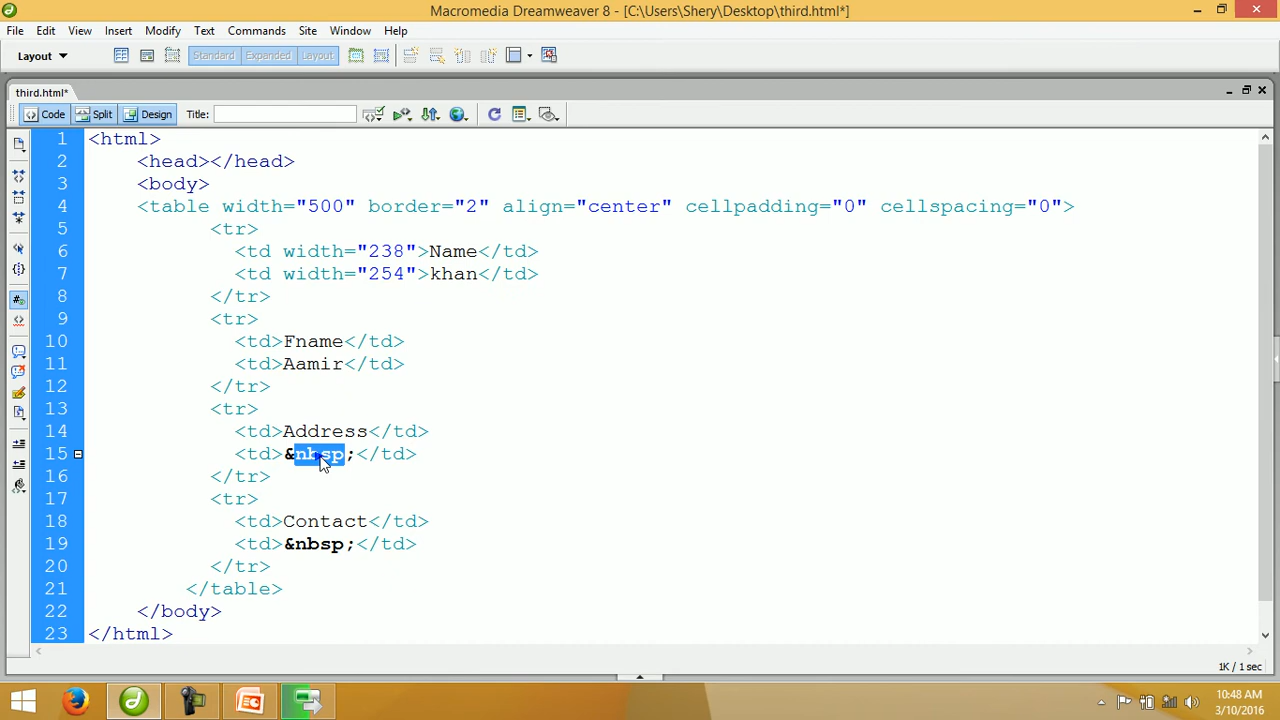 Macromedia Dreamweaver 8 - [C:\Users\Shery\Desktop\third.html*]
File Edit View Insert Modify Text Commands Site Window Help
Layout Standard Expanded Layout
third.html*
Code Split Design Title:
1 <html>
2 <head></head>
3 <body>
4 <table width="500" border="2" align="center" cellpadding="0" cellspacing="0">
5 <tr>
6 <td width="238">Name</td>
7 <td width="254">khan</td>
8 </tr>
9 <tr>
10 <td>Fname</td>
11 <td>Aamir</td>
12 </tr>
13 <tr>
14 <td>Address</td>
15 <td>&nbsp;</td>
16 </tr>
17 <tr>
18 <td>Contact</td>
19 <td>&nbsp;</td>
20 </tr>
21 </table>
22 </body>
23 </html>
1K / 1 sec
10:48 AM
3/10/2016